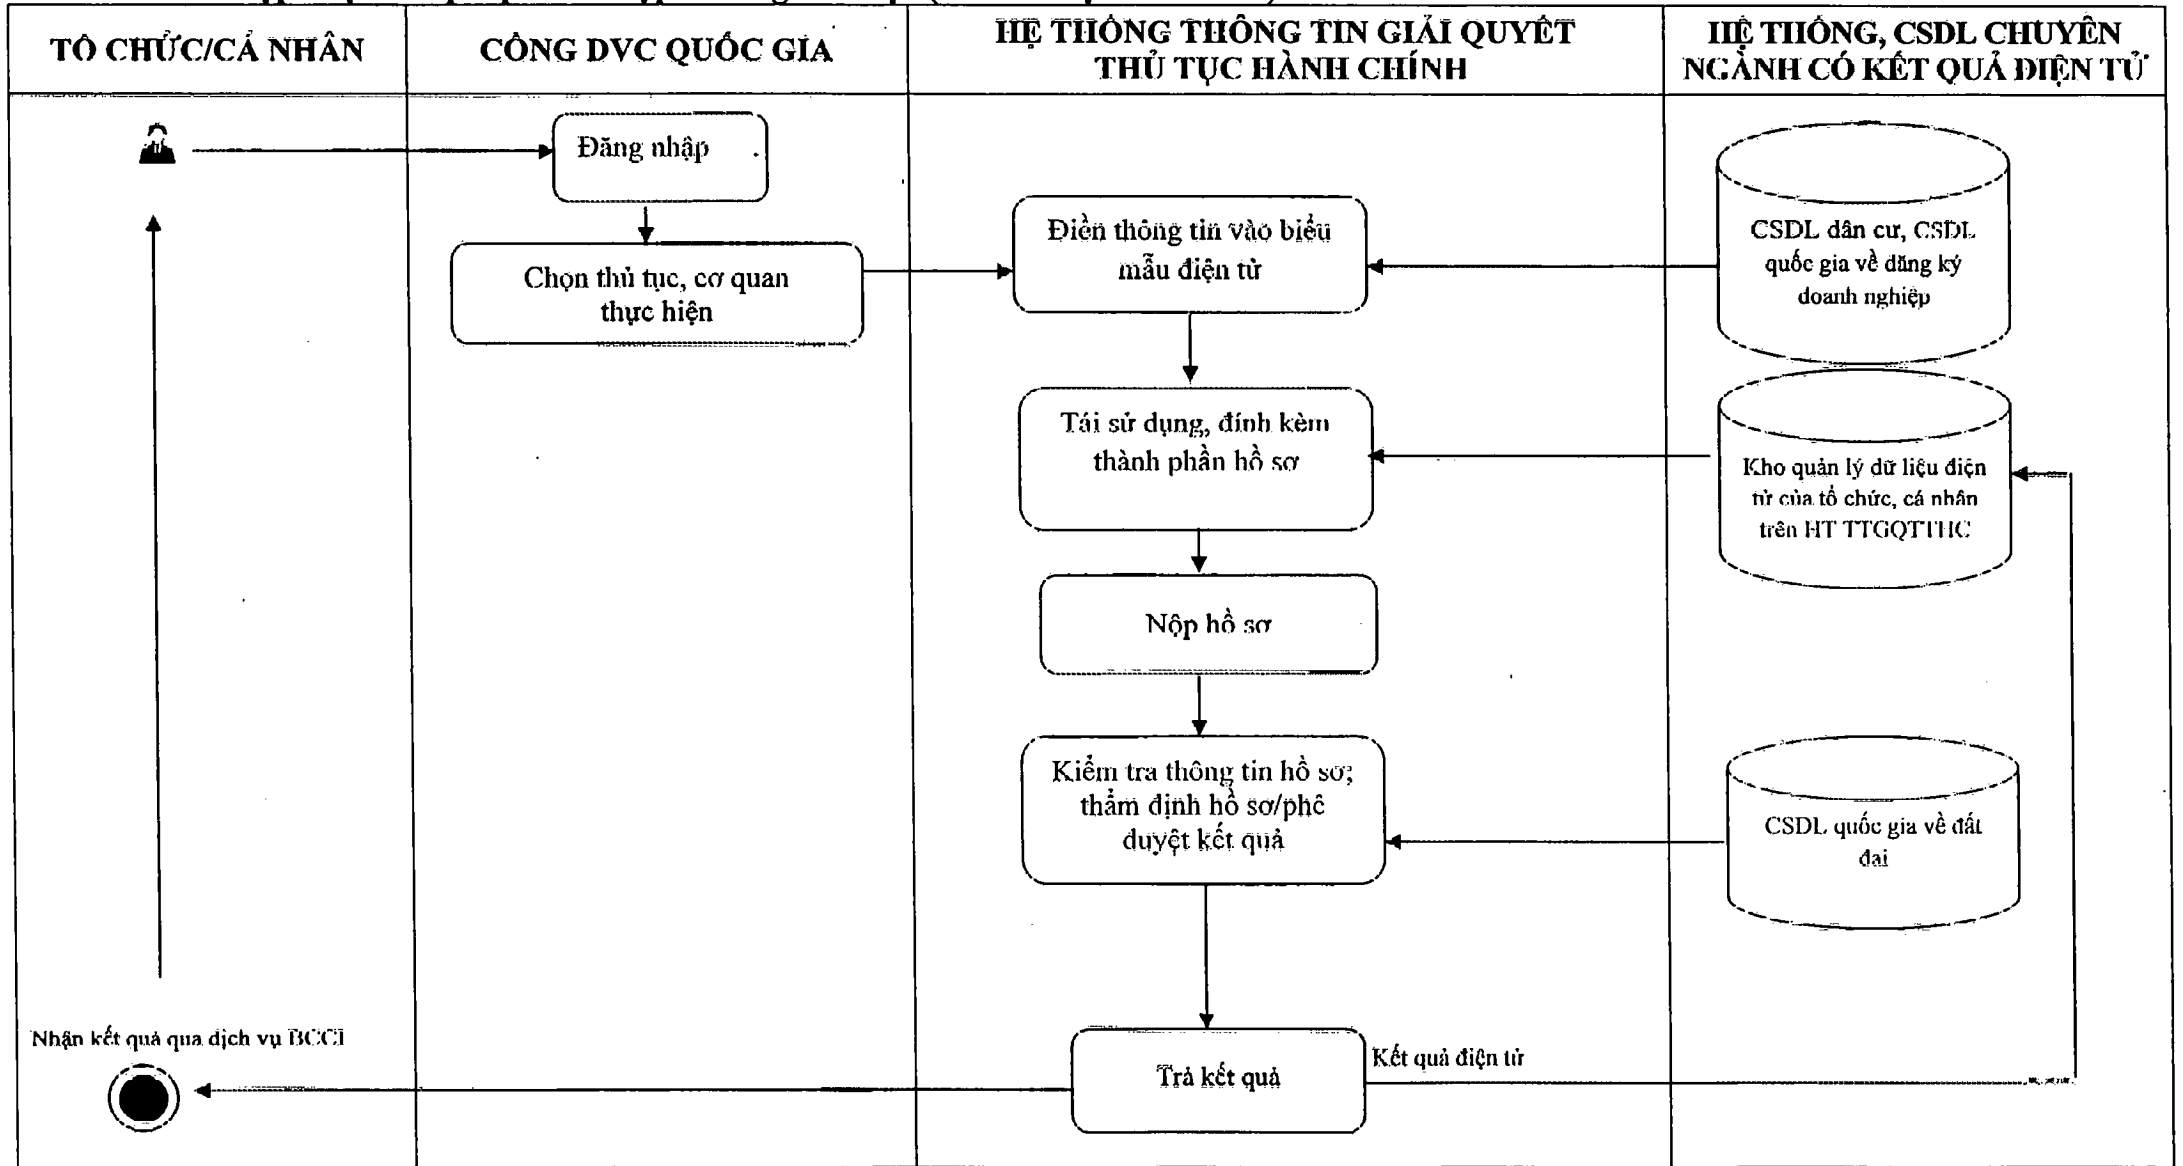 TỔ CHỨC/CÁ NHÂN
CỔNG DVC QUỐC GIA
HỆ THỐNG THÔNG TIN GIẢI QUYẾT
THỦ TỤC HÀNH CHÍNH
HỆ THỐNG, CSDL CHUYÊN
NGÀNH CÓ KẾT QUẢ ĐIỆN TỬ
Đăng nhập
Chọn thủ tục, cơ quan
thực hiện
Điền thông tin vào biểu
mẫu điện tử
CSDL dân cư, CSDL
quốc gia về đăng ký
doanh nghiệp
Tái sử dụng, đính kèm
thành phần hồ sơ
Kho quản lý dữ liệu điện
tử của tổ chức, cá nhân
trên HT TTGQTTHC
Nộp hồ sơ
Kiểm tra thông tin hồ sơ;
thẩm định hồ sơ/phê
duyệt kết quả
CSDL quốc gia về đất
đai
Nhận kết quả qua dịch vụ BCCI
Trả kết quả
Kết quả điện tử